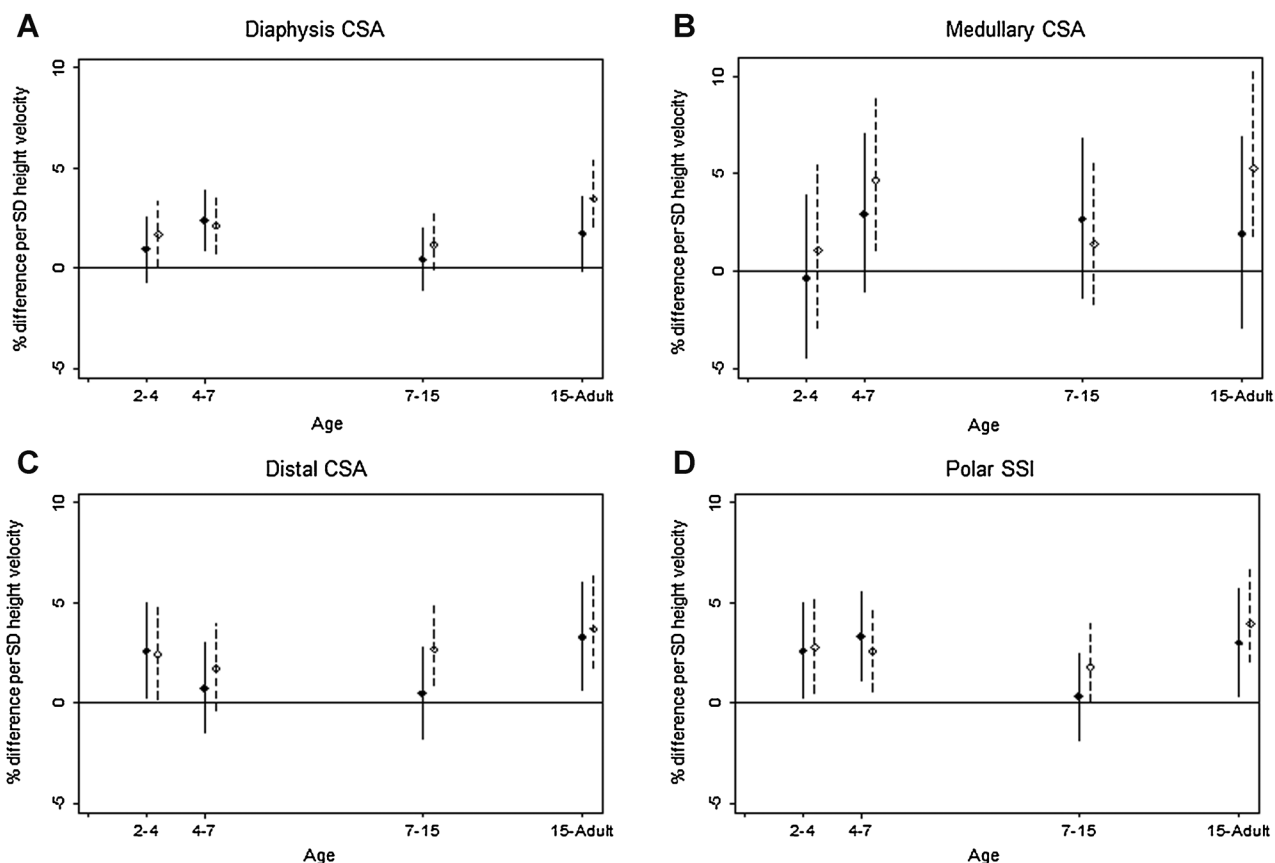 A
Diaphysis CSA
% difference per SD height velocity
10
5
0
-5
2-4
4-7
7-15
15-Adult
Age
B
Medullary CSA
% difference per SD height velocity
10
5
0
-5
2-4
4-7
7-15
15-Adult
Age
C
Distal CSA
% difference per SD height velocity
10
5
0
-5
2-4
4-7
7-15
15-Adult
Age
D
Polar SSI
% difference per SD height velocity
10
5
0
-5
2-4
4-7
7-15
15-Adult
Age